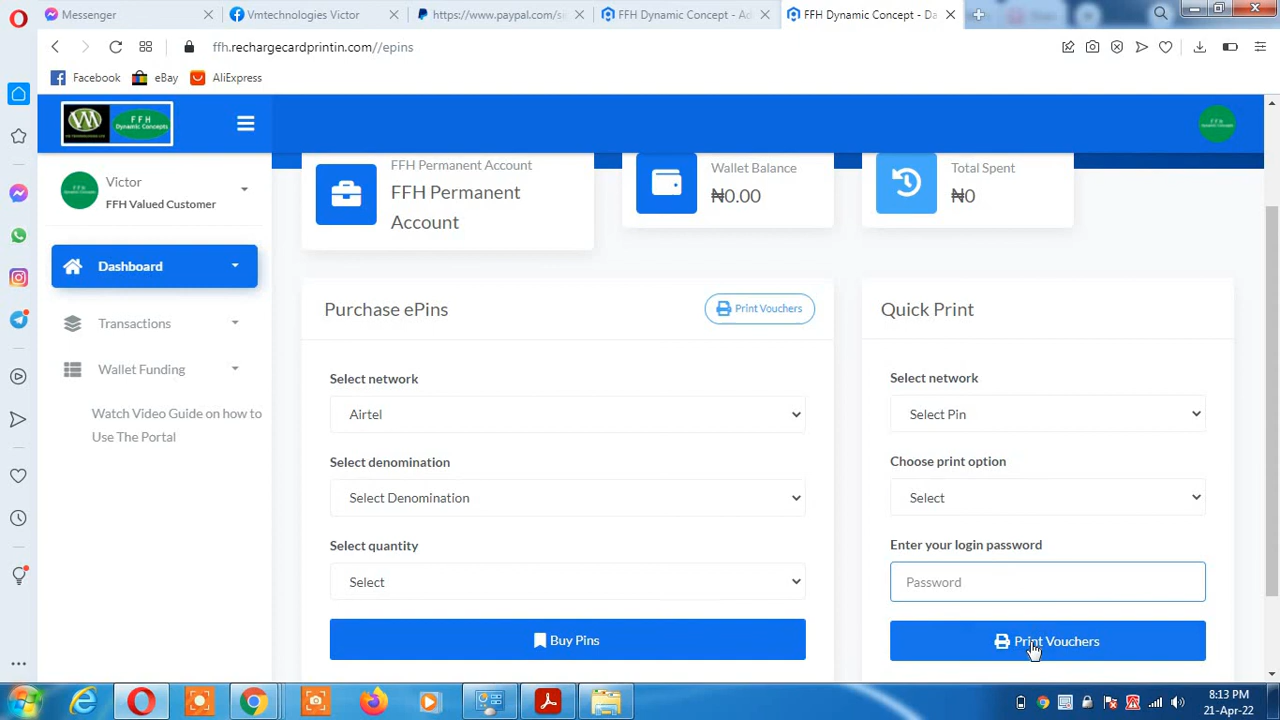 Messenger
Vmtechnologies Victor
https://www.paypal.com/s
FFH Dynamic Concept - Ad
FFH Dynamic Concept - Da
ffh.rechargecardprintin.com//epins
Facebook
eBay
AliExpress
VM
FFH
Dynamic Concepts
Victor
FFH Valued Customer
Dashboard
Transactions
Wallet Funding
Watch Video Guide on how to
Use The Portal
FFH Permanent Account
FFH Permanent
Account
Wallet Balance
₦0.00
Total Spent
₦0
Purchase ePins
Print Vouchers
Select network
Airtel
Select denomination
Select Denomination
Select quantity
Select
Buy Pins
Quick Print
Select network
Select Pin
Choose print option
Select
Enter your login password
Password
Print Vouchers
8:13 PM
21-Apr-22